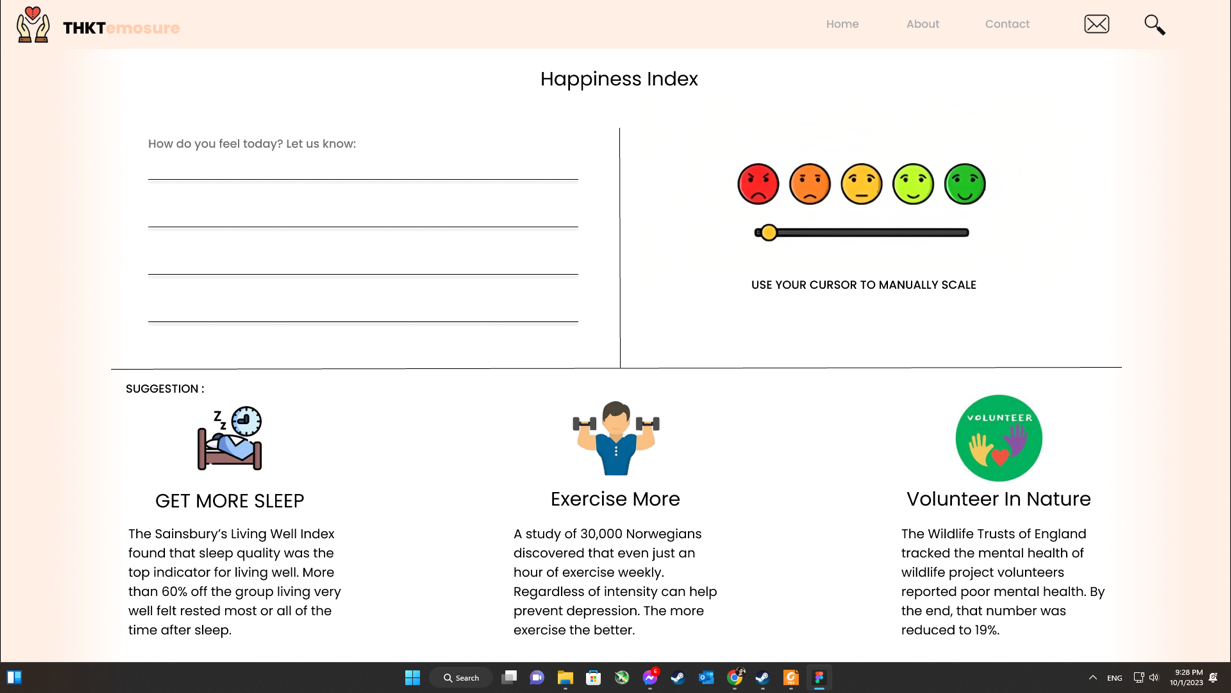 THKTemosure
Home
About
Contact
Happiness Index
How do you feel today? Let us know:
USE YOUR CURSOR TO MANUALLY SCALE
SUGGESTION :
Z
z
GET MORE SLEEP
The Sainsbury's Living Well Index
found that sleep quality was the
top indicator for living well. More
than 60% off the group living very
well felt rested most or all of the
time after sleep.
Exercise More
A study of 30,000 Norwegians
discovered that even just an
hour of exercise weekly.
Regardless of intensity can help
prevent depression. The more
exercise the better.
VOLUNTEER
Volunteer In Nature
The Wildlife Trusts of England
tracked the mental health of
wildlife project volunteers
reported poor mental health. By
the end, that number was
reduced to 19%.
Search
ENG
9:28 PM
10/1/2023